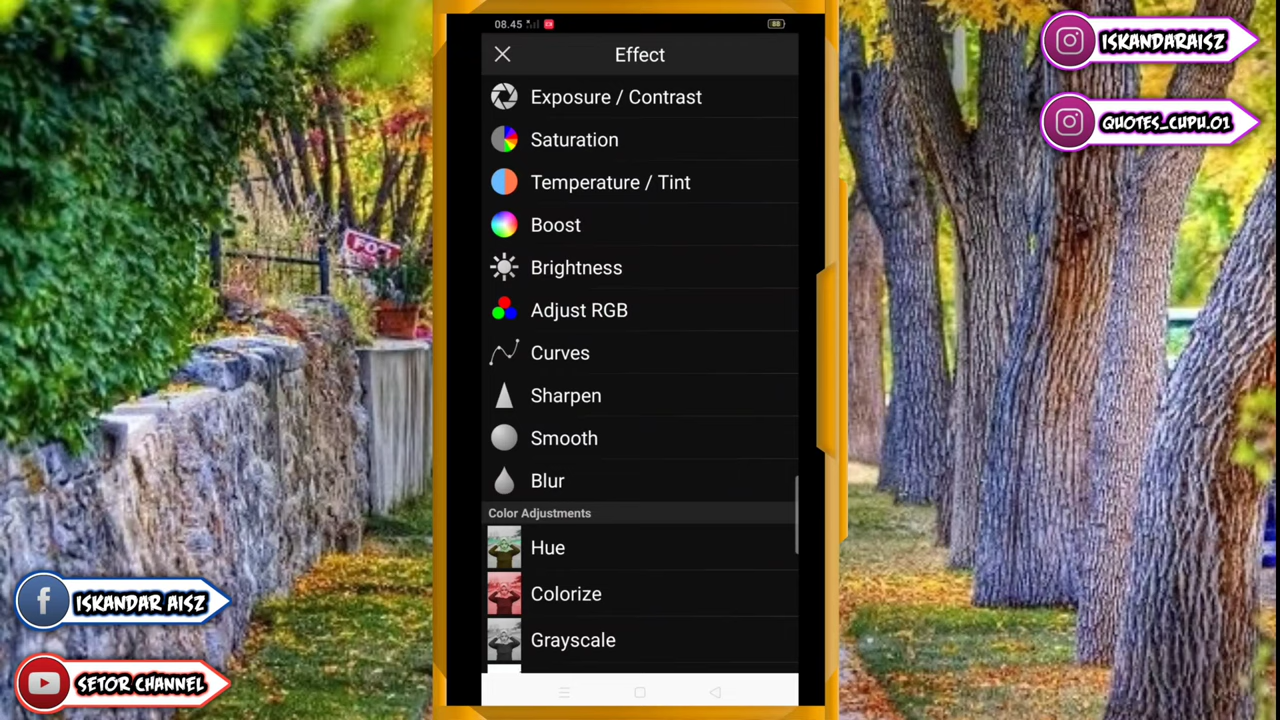 08.45
88
Effect
Exposure / Contrast
Saturation
Temperature / Tint
Boost
Brightness
Adjust RGB
Curves
Sharpen
Smooth
Blur
Color Adjustments
Hue
Colorize
Grayscale
ISKANDARAISZ
QUOTES_CUPU.01
ISKANDAR AISZ
SETOR CHANNEL